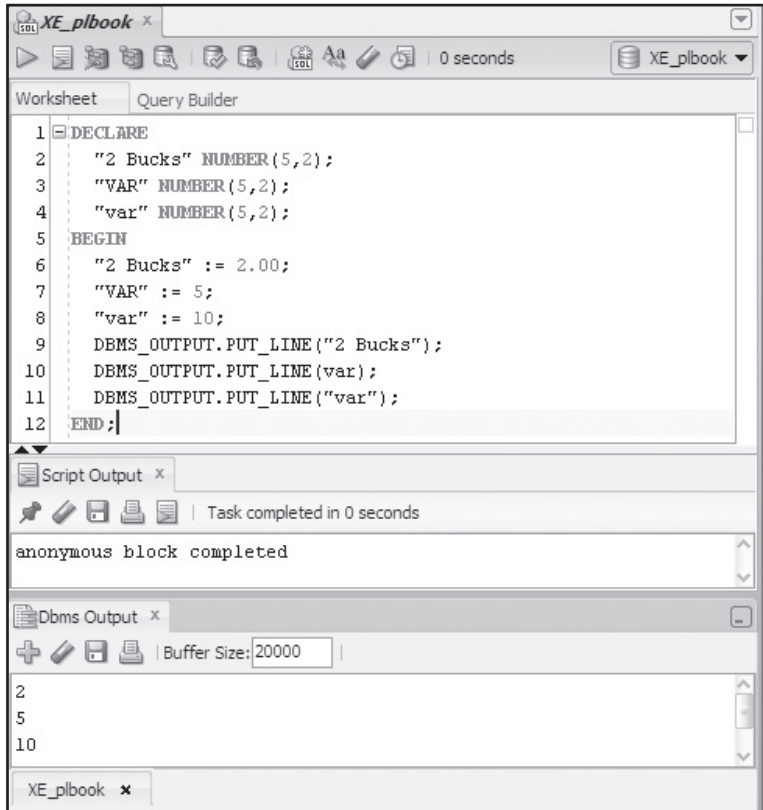 SQL XE_plbook x
SQL Aa 0 seconds XE_plbook
Worksheet Query Builder
1 DECLARE
2 "2 Bucks" NUMBER(5,2);
3 "VAR" NUMBER(5,2);
4 "var" NUMBER(5,2);
5 BEGIN
6 "2 Bucks" := 2.00;
7 "VAR" := 5;
8 "var" := 10;
9 DBMS_OUTPUT.PUT_LINE("2 Bucks");
10 DBMS_OUTPUT.PUT_LINE(var);
11 DBMS_OUTPUT.PUT_LINE("var");
12 END;
Script Output x
Task completed in 0 seconds
anonymous block completed
Dbms Output x
Buffer Size: 20000
2
5
10
XE_plbook x